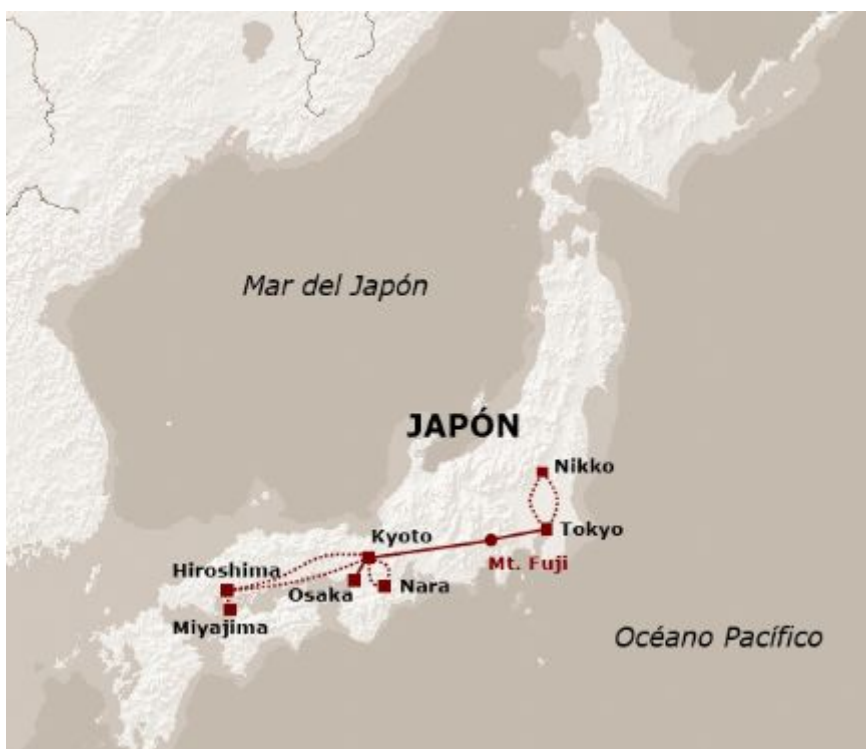 Mar del Japón
JAPÓN
Nikko
Tokyo
Kyoto
Mt. Fuji
Hiroshima
Osaka
Nara
Miyajima
Océano Pacífico